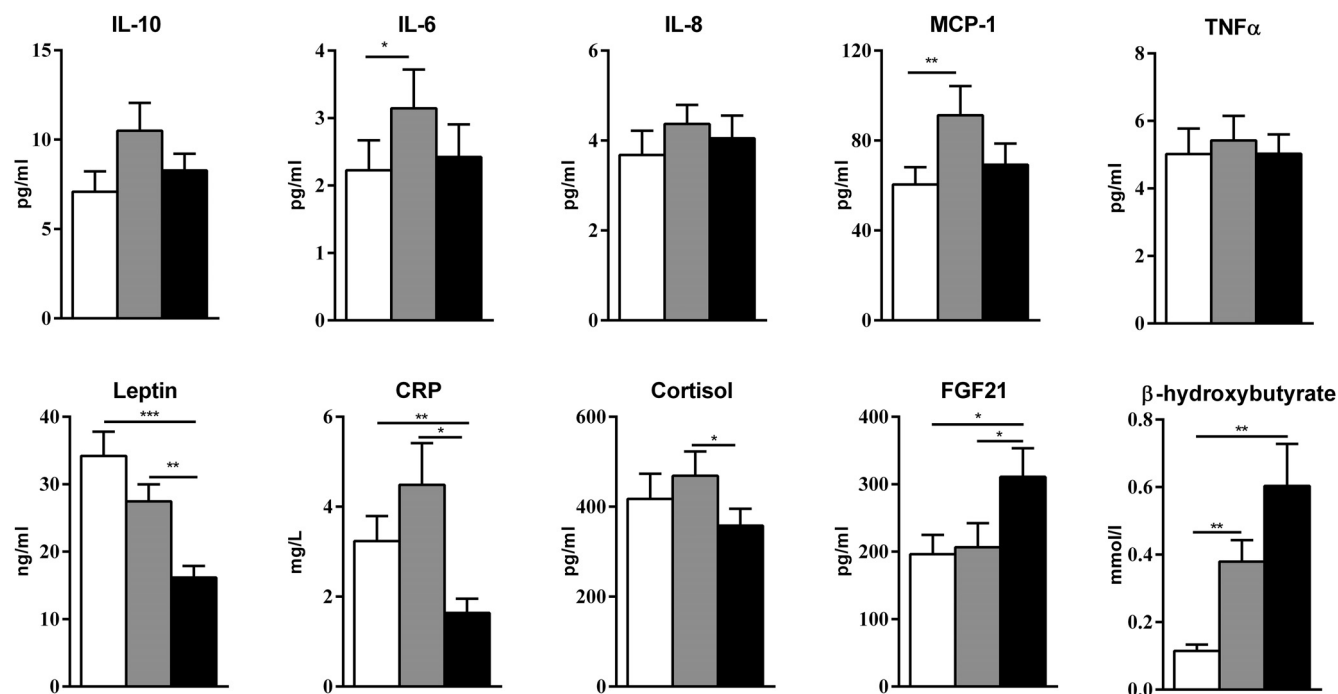 IL-10
15
10
5
0
pg/ml
IL-6
4
3
2
1
0
pg/ml
*
IL-8
6
4
2
0
pg/ml
MCP-1
120
80
40
0
pg/ml
**
TNFα
8
6
4
2
0
pg/ml
Leptin
40
30
20
10
0
ng/ml
***
**
CRP
6
4
2
0
mg/L
**
*
Cortisol
600
400
200
0
pg/ml
*
FGF21
400
300
200
100
0
pg/ml
*
*
β-hydroxybutyrate
0.8
0.6
0.4
0.2
0.0
mmol/l
**
**